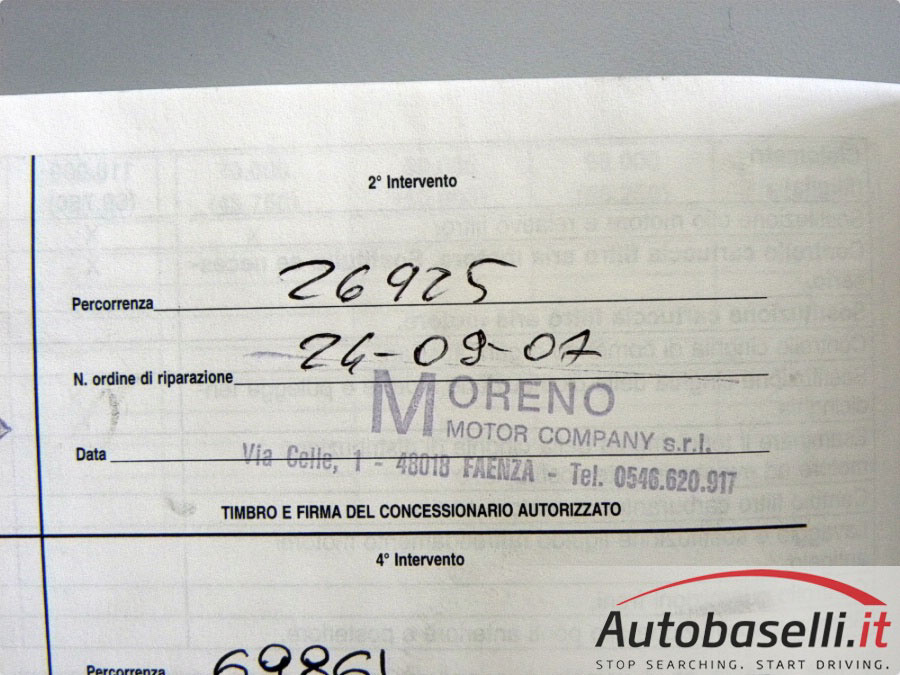 2° Intervento
Percorrenza 26925
24-09-07
N. ordine di riparazione
MORENO
MOTOR COMPANY s.r.l.
Data
Via Celle, 1 - 48018 FAENZA - Tel. 0546.620.917
TIMBRO E FIRMA DEL CONCESSIONARIO AUTORIZZATO
4° Intervento
Percorrenza 69861
Autobaselli.it
STOP SEARCHING. START DRIVING.